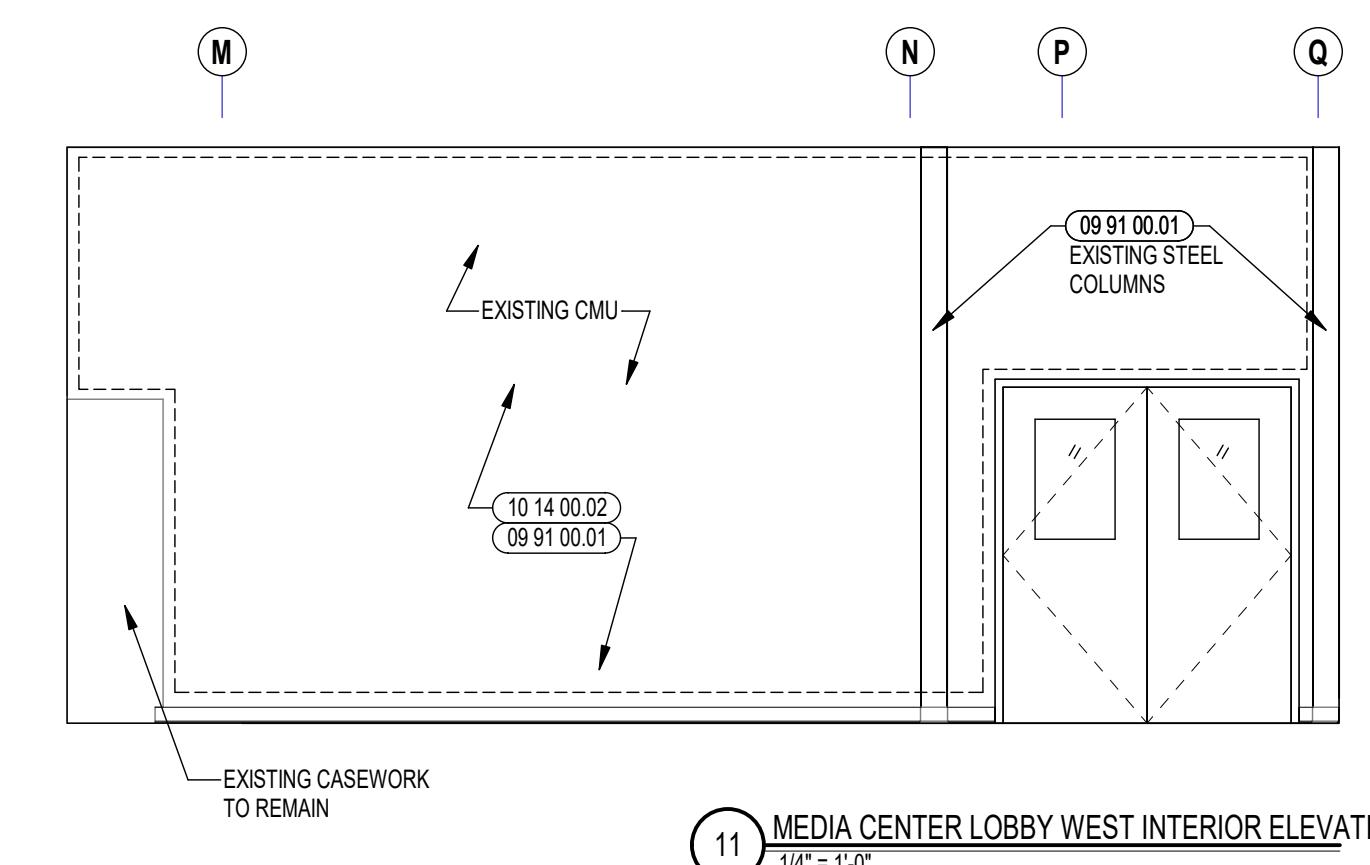 M
N
P
Q
09 91 00.01
EXISTING STEEL
COLUMNS
EXISTING CMU
10 14 00.02
09 91 00.01
EXISTING CASEWORK
TO REMAIN
11
MEDIA CENTER LOBBY WEST INTERIOR
1/4" = 1'-0"